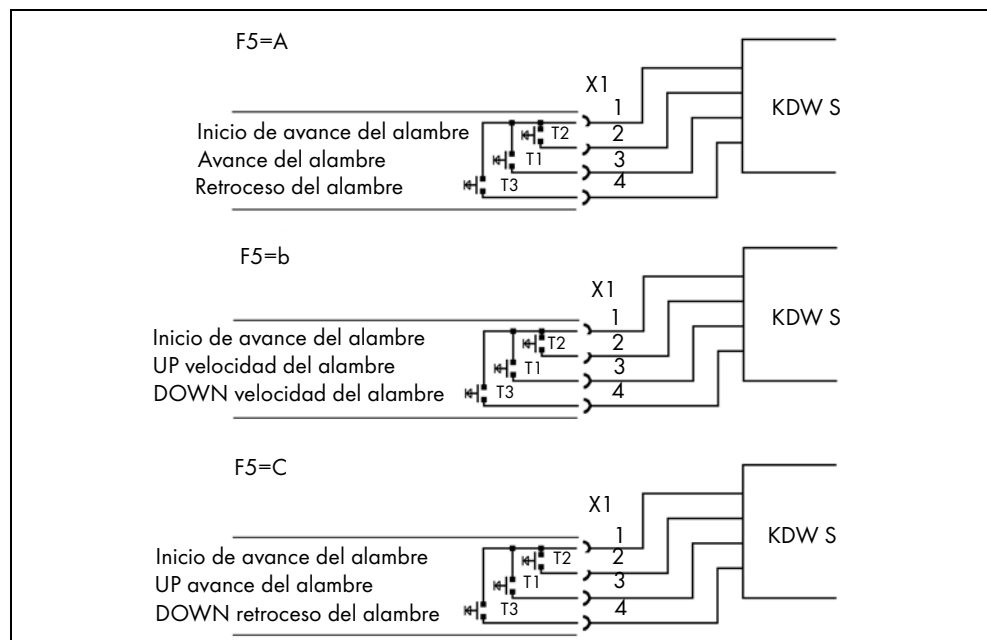 F5=A
X1
1
KDW S
Inicio de avance del alambre
T2
2
Avance del alambre
T1
3
Retroceso del alambre
T3
4
F5=b
X1
1
KDW S
Inicio de avance del alambre
T2
2
UP velocidad del alambre
T1
3
DOWN velocidad del alambre
T3
4
F5=C
X1
1
KDW S
Inicio de avance del alambre
T2
2
UP avance del alambre
T1
3
DOWN retroceso del alambre
T3
4